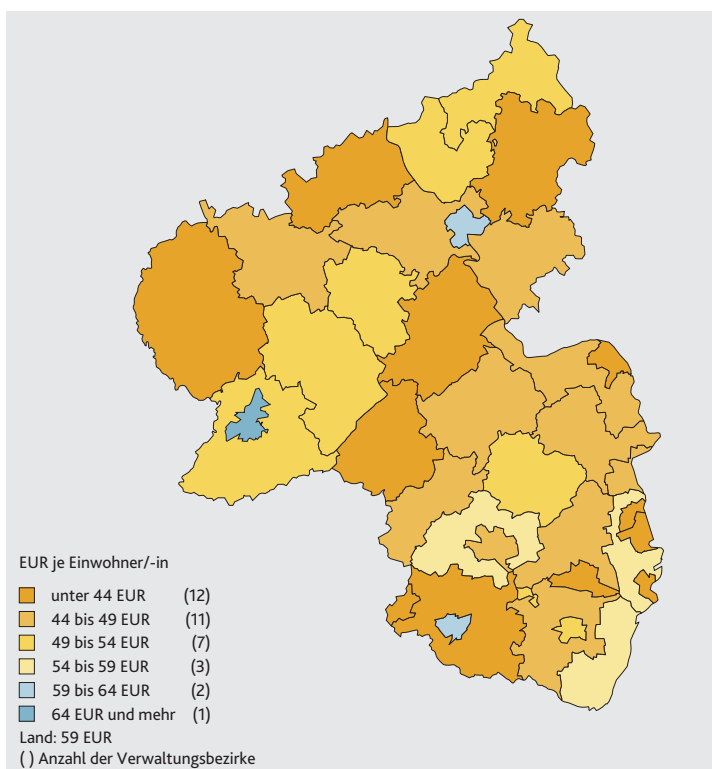 EUR je Einwohner/-in
unter 44 EUR (12)
44 bis 49 EUR (11)
49 bis 54 EUR (7)
54 bis 59 EUR (3)
59 bis 64 EUR (2)
64 EUR und mehr (1)
Land: 59 EUR
( ) Anzahl der Verwaltungsbezirke